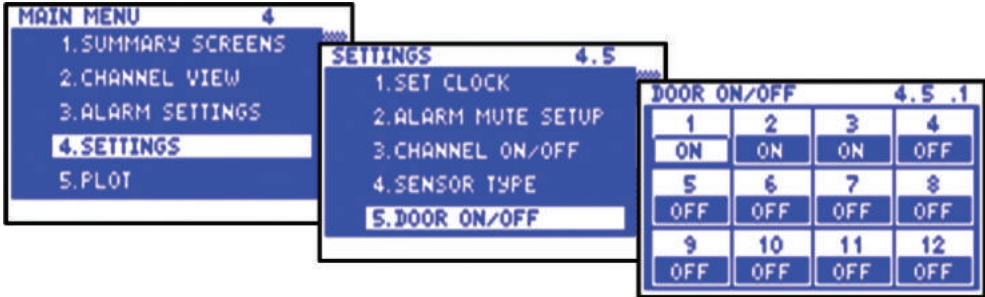 MAIN MENU 4
1.SUMMARY SCREENS
2.CHANNEL VIEW
3.ALARM SETTINGS
4.SETTINGS
5.PLOT
SETTINGS 4.5
1.SET CLOCK
2.ALARM MUTE SETUP
3.CHANNEL ON/OFF
4.SENSOR TYPE
5.DOOR ON/OFF
DOOR ON/OFF 4.5 .1
1 2 3 4
ON ON ON OFF
5 6 7 8
OFF OFF OFF OFF
9 10 11 12
OFF OFF OFF OFF